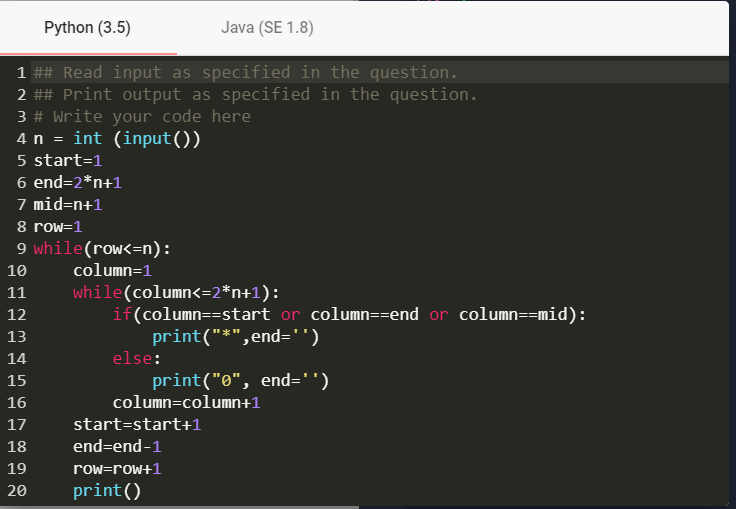 Python (3.5) Java (SE 1.8)
1 ## Read input as specified in the question.
2 ## Print output as specified in the question.
3 # Write your code here
4 n = int (input())
5 start=1
6 end=2*n+1
7 mid=n+1
8 row=1
9 while(row<=n):
10     column=1
11     while(column<=2*n+1):
12         if(column==start or column==end or column==mid):
13             print("*",end='')
14         else:
15             print("0", end='')
16         column=column+1
17     start=start+1
18     end=end-1
19     row=row+1
20     print()